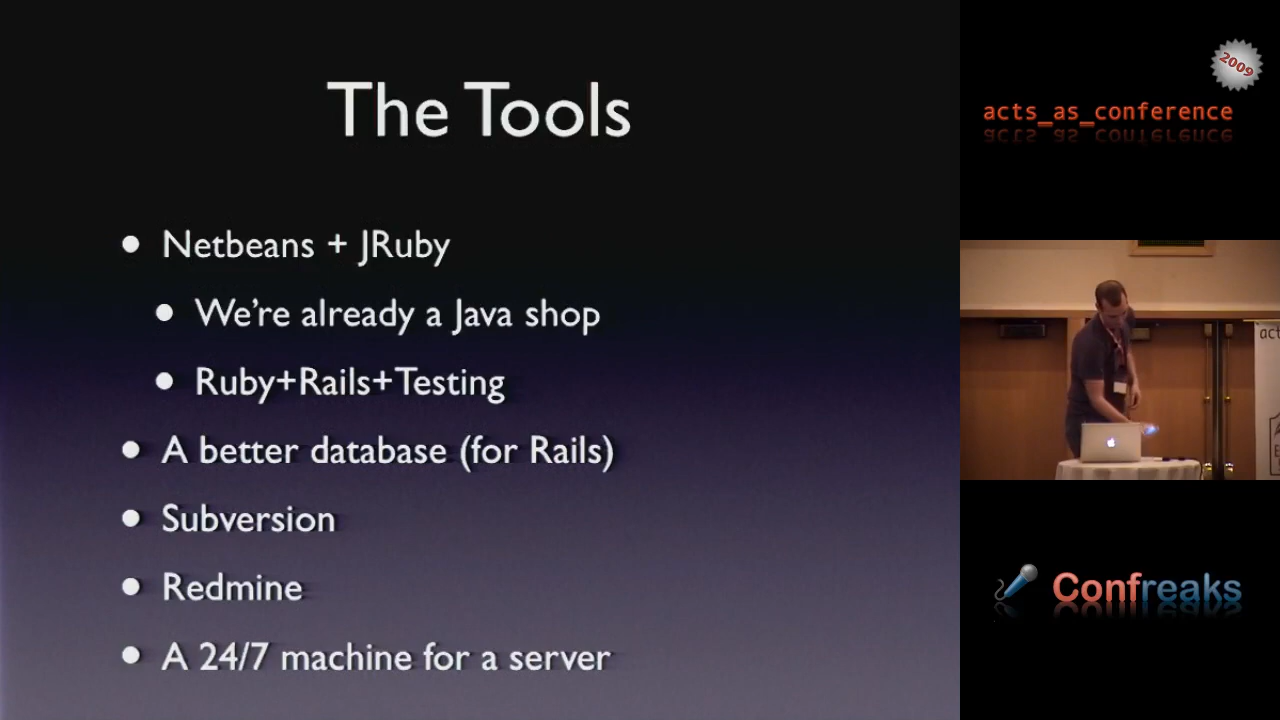 The Tools
Netbeans + JRuby
We're already a Java shop
Ruby+Rails+Testing
A better database (for Rails)
Subversion
Redmine
A 24/7 machine for a server
2009
acts_as_conference
Confreaks